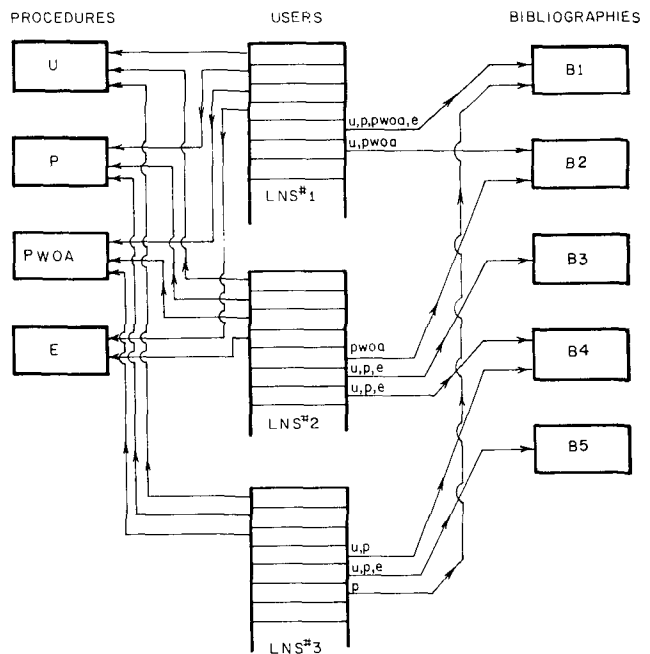 PROCEDURES USERS BIBLIOGRAPHIES
U
B1
u,p,pwoa,e
u,pwoa
P
B2
LNS#1
PWOA
B3
E
pwoa
B4
u,p,e
u,p,e
LNS#2
B5
u,p
u,p,e
p
LNS#3